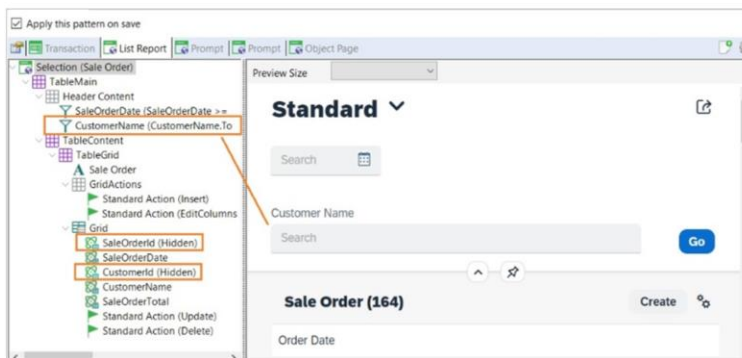 Apply this pattern on save
Transaction List Report Prompt Prompt Object Page
Selection (Sale Order)
TableMain
Header Content
SaleOrderDate (SaleOrderDate >=
CustomerName (CustomerName.To
TableContent
TableGrid
Sale Order
GridActions
Standard Action (Insert)
Standard Action (EditColumns
Grid
SaleOrderId (Hidden)
SaleOrderDate
CustomerId (Hidden)
CustomerName
SaleOrderTotal
Standard Action (Update)
Standard Action (Delete)
Preview Size
Standard
Search
Customer Name
Search
Go
Sale Order (164)
Create
Order Date